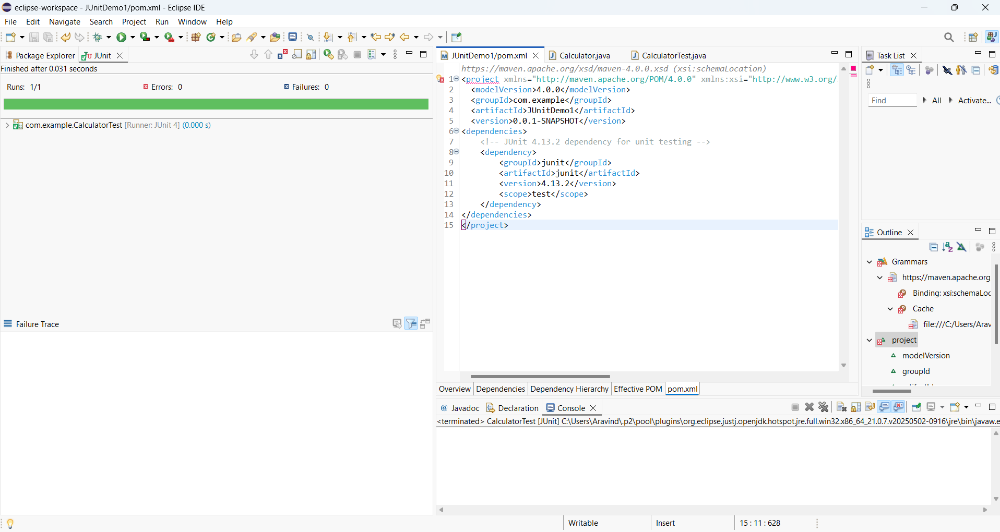 eclipse-workspace - JUnitDemo1/pom.xml - Eclipse IDE
File Edit Navigate Search Project Run Window Help
Package Explorer
JUnit
Finished after 0.031 seconds
Runs: 1/1
Errors: 0
Failures: 0
com.example.CalculatorTest [Runner: JUnit 4] (0.000 s)
Failure Trace
JUnitDemo1/pom.xml
Calculator.java
CalculatorTest.java
https://maven.apache.org/xsd/maven-4.0.0.xsd (xsi:schemaLocation)
1 <project xmlns="http://maven.apache.org/POM/4.0.0" xmlns:xsi="http://www.w3.org/
2 <modelVersion>4.0.0</modelVersion>
3 <groupId>com.example</groupId>
4 <artifactId>JUnitDemo1</artifactId>
5 <version>0.0.1-SNAPSHOT</version>
6 <dependencies>
7 <!-- JUnit 4.13.2 dependency for unit testing -->
8 <dependency>
9 <groupId>junit</groupId>
10 <artifactId>junit</artifactId>
11 <version>4.13.2</version>
12 <scope>test</scope>
13 </dependency>
14 </dependencies>
15 </project>
Overview Dependencies Dependency Hierarchy Effective POM pom.xml
Task List
Find
All
Activate...
Outline
Grammars
https://maven.apache.org
Binding: xsi:schemaLoc
Cache
file:///C:/Users/Arav
project
modelVersion
groupId
@ Javadoc
Declaration
Console
<terminated> CalculatorTest [JUnit] C:\Users\Aravind\.p2\pool\plugins\org.eclipse.justj.openjdk.hotspot.jre.full.win32.x86_64_21.0.7.v20250502-0916\jre\bin\javaw.e
Writable
Insert
15 : 11 : 628